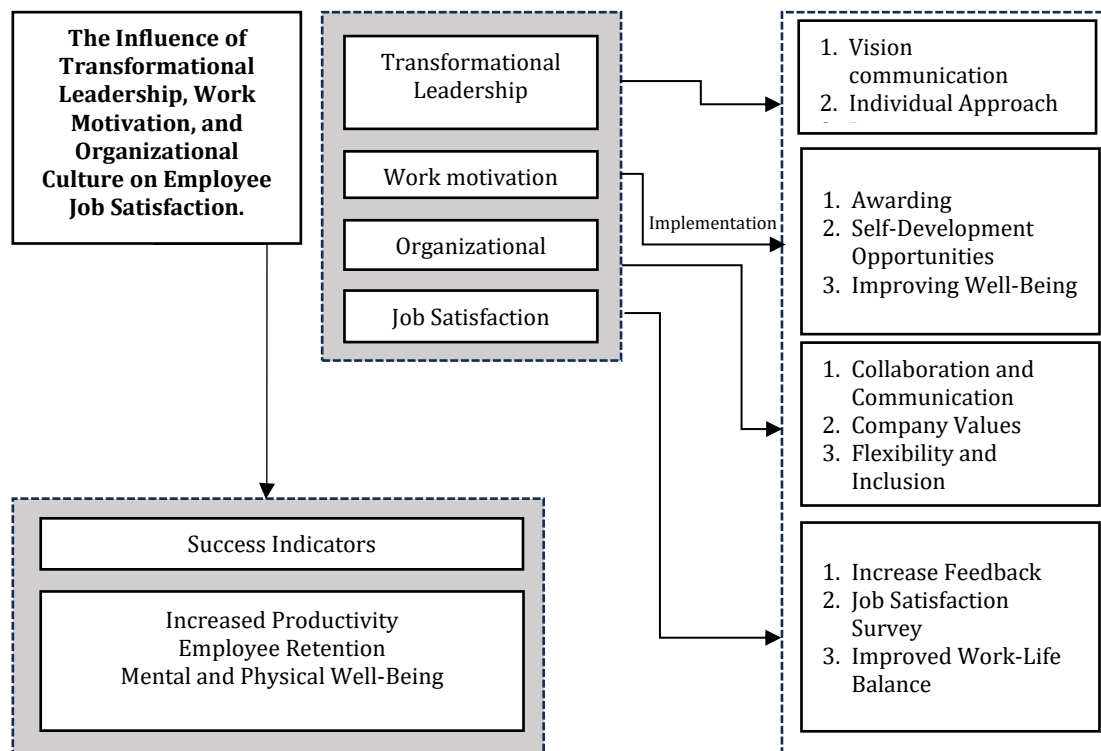 The Influence of
Transformational
Leadership, Work
Motivation, and
Organizational
Culture on Employee
Job Satisfaction.
Transformational
Leadership
Work motivation
Organizational
Job Satisfaction
Implementation
1. Vision
communication
2. Individual Approach
1. Awarding
2. Self-Development
Opportunities
3. Improving Well-Being
1. Collaboration and
Communication
2. Company Values
3. Flexibility and
Inclusion
1. Increase Feedback
2. Job Satisfaction
Survey
3. Improved Work-Life
Balance
Success Indicators
Increased Productivity
Employee Retention
Mental and Physical Well-Being